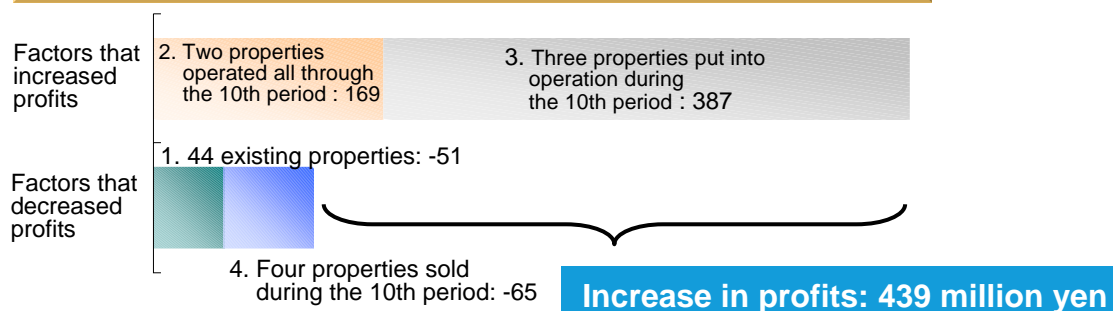 Factors that
increased
profits
2. Two properties
operated all through
the 10th period : 169
3. Three properties put into
operation during
the 10th period : 387
1. 44 existing properties: -51
Factors that
decreased
profits
4. Four properties sold
during the 10th period: -65
Increase in profits: 439 million yen